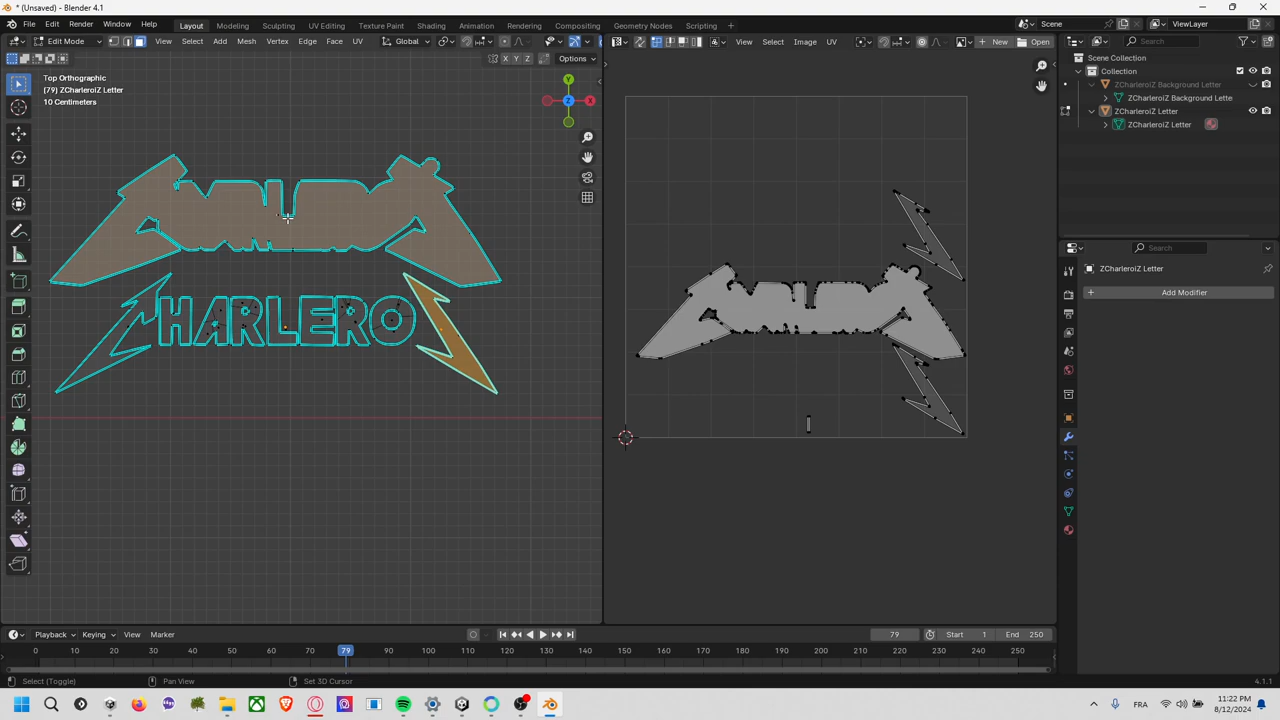 * (Unsaved) - Blender 4.1
File Edit Render Window Help Layout Modeling Sculpting UV Editing Texture Paint Shading Animation Rendering Compositing Geometry Nodes Scripting + Scene ViewLayer
Edit Mode View Select Add Mesh Vertex Edge Face UV Global
View Select Image UV New Open
Search
X Y Z Options
Scene Collection
Collection
ZCharleroiZ Background Letter
ZCharleroiZ Background Lette
ZCharleroiZ Letter
ZCharleroiZ Letter
Top Orthographic
(79) ZCharleroiZ Letter
10 Centimeters
Y
Z X
HARLERO
Search
ZCharleroiZ Letter
+ Add Modifier
Playback Keying View Marker 79 Start 1 End 250
0 10 20 30 40 50 60 70 79 80 90 100 110 120 130 140 150 160 170 180 190 200 210 220 230 240 250
Select (Toggle) Pan View Set 3D Cursor 4.1.1
FRA 11:22 PM
8/12/2024